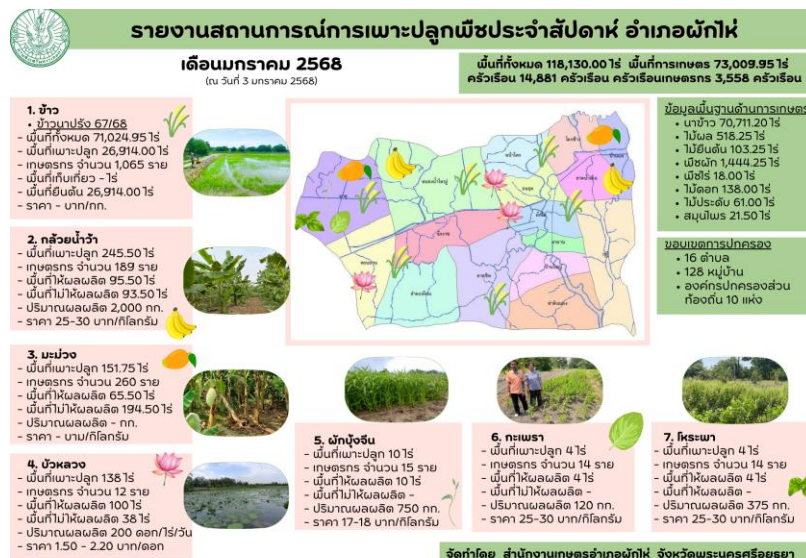 รายงานสถานการณ์การเพาะปลูกพืชประจำสัปดาห์ อำเภอผักไห่
เดือนมกราคม 2568
(ณ วันที่ 3 มกราคม 2568)
พื้นที่ทั้งหมด 118,130.00 ไร่ พื้นที่การเกษตร 73,009.95 ไร่
ครัวเรือน 14,881 ครัวเรือน ครัวเรือนเกษตรกร 3,558 ครัวเรือน
1. ข้าว
• ข้าวนาปรัง 67/68
- พื้นที่ทั้งหมด 71,024.95 ไร่
- พื้นที่เพาะปลูก 26,914.00 ไร่
- เกษตรกร จำนวน 1,065 ราย
- พื้นที่เก็บเกี่ยว - ไร่
- พื้นที่ยืนต้น 26,914.00 ไร่
- ราคา - บาท/กก.
2. กล้วยน้ำว้า
- พื้นที่เพาะปลูก 245.50 ไร่
- เกษตรกร จำนวน 189 ราย
- พื้นที่ให้ผลผลิต 95.50 ไร่
- พื้นที่ไม่ให้ผลผลิต 93.50 ไร่
- ปริมาณผลผลิต 2,000 กก.
- ราคา 25-30 บาท/กิโลกรัม
3. มะม่วง
- พื้นที่เพาะปลูก 151.75 ไร่
- เกษตรกร จำนวน 260 ราย
- พื้นที่ให้ผลผลิต 65.50 ไร่
- พื้นที่ไม่ให้ผลผลิต 194.50 ไร่
- ปริมาณผลผลิต - กก.
- ราคา - บาม/กิโลกรัม
4. บัวหลวง
- พื้นที่เพาะปลูก 138 ไร่
- เกษตรกร จำนวน 12 ราย
- พื้นที่ให้ผลผลิต 100 ไร่
- พื้นที่ไม่ให้ผลผลิต 38 ไร่
- ปริมาณผลผลิต 200 ดอก/ไร่/วัน
- ราคา 1.50 - 2.20 บาท/ดอก
5. ผักบุ้งจีน
- พื้นที่เพาะปลูก 10 ไร่
- เกษตรกร จำนวน 15 ราย
- พื้นที่ให้ผลผลิต 10 ไร่
- พื้นที่ไม่ให้ผลผลิต -
- ปริมาณผลผลิต 750 กก.
- ราคา 17-18 บาท/กิโลกรัม
6. กะเพรา
- พื้นที่เพาะปลูก 4 ไร่
- เกษตรกร จำนวน 14 ราย
- พื้นที่ให้ผลผลิต 4 ไร่
- พื้นที่ไม่ให้ผลผลิต -
- ปริมาณผลผลิต 120 กก.
- ราคา 25-30 บาท/กิโลกรัม
7. โหระพา
- พื้นที่เพาะปลูก 4 ไร่
- เกษตรกร จำนวน 14 ราย
- พื้นที่ให้ผลผลิต 4 ไร่
- พื้นที่ไม่ให้ผลผลิต -
- ปริมาณผลผลิต 375 กก.
- ราคา 25-30 บาท/กิโลกรัม
ข้อมูลพื้นฐานด้านการเกษตร
• นาข้าว 70,711.20 ไร่
• ไม้ผล 518.25 ไร่
• ไม้ยืนต้น 103.25 ไร่
• พืชผัก 1,444.25 ไร่
• พืชไร่ 18.00 ไร่
• ไม้ดอก 138.00 ไร่
• ไม้ประดับ 61.00 ไร่
• สมุนไพร 21.50 ไร่
ขอบเขตการปกครอง
• 16 ตำบล
• 128 หมู่บ้าน
• องค์กรปกครองส่วน
ท้องถิ่น 10 แห่ง
จัดทำโดย สำนักงานเกษตรอำเภอผักไห่ จังหวัดพระนครศรีอยุธยา